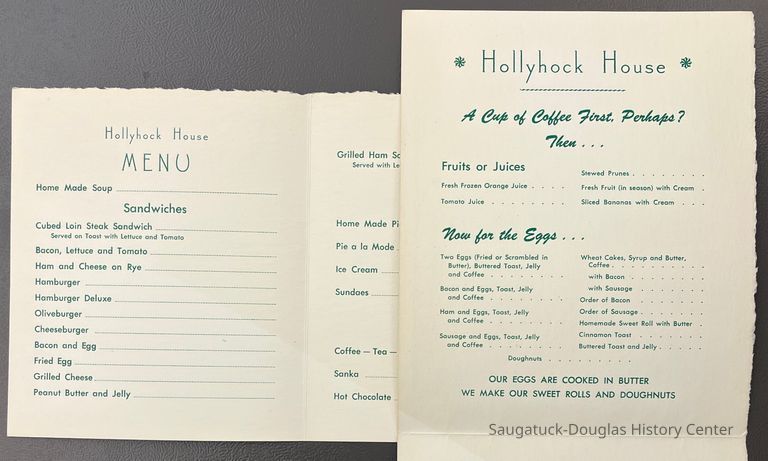 Hollyhock House
MENU
Home Made Soup
Sandwiches
Cubed Loin Steak Sandwich
Served on Toast with Lettuce and Tomato
Bacon, Lettuce and Tomato
Ham and Cheese on Rye
Hamburger
Hamburger Deluxe
Oliveburger
Cheeseburger
Bacon and Egg
Fried Egg
Grilled Cheese
Peanut Butter and Jelly
Grilled Ham
Served with
Home Made
Pie a la Mode
Ice Cream
Sundaes
Coffee — Tea —
Sanka
Hot Chocolate
Hollyhock House
A Cup of Coffee First, Perhaps?
Then . . .
Fruits or Juices
Fresh Frozen Orange Juice . . . .
Tomato Juice . . . . . . .
Stewed Prunes . . . . . . .
Fresh Fruit (in season) with Cream .
Sliced Bananas with Cream . . . .
Now for the Eggs . . .
Two Eggs (Fried or Scrambled in
Butter), Buttered Toast, Jelly
and Coffee . . . . . . . .
Bacon and Eggs, Toast, Jelly
and Coffee . . . . . . . .
Ham and Eggs, Toast, Jelly
and Coffee . . . . . . . .
Sausage and Eggs, Toast, Jelly
and Coffee . . . . . . . .
Wheat Cakes, Syrup and Butter,
Coffee . . . . . . . . .
with Bacon . . . . . . .
with Sausage . . . . . . .
Order of Bacon . . . . . . .
Order of Sausage . . . . . . .
Homemade Sweet Roll with Butter .
Cinnamon Toast . . . . . . .
Buttered Toast and Jelly . . . . .
Doughnuts . . . . . . . . . .
OUR EGGS ARE COOKED IN BUTTER
WE MAKE OUR SWEET ROLLS AND DOUGHNUTS
Saugatuck-Douglas History Center